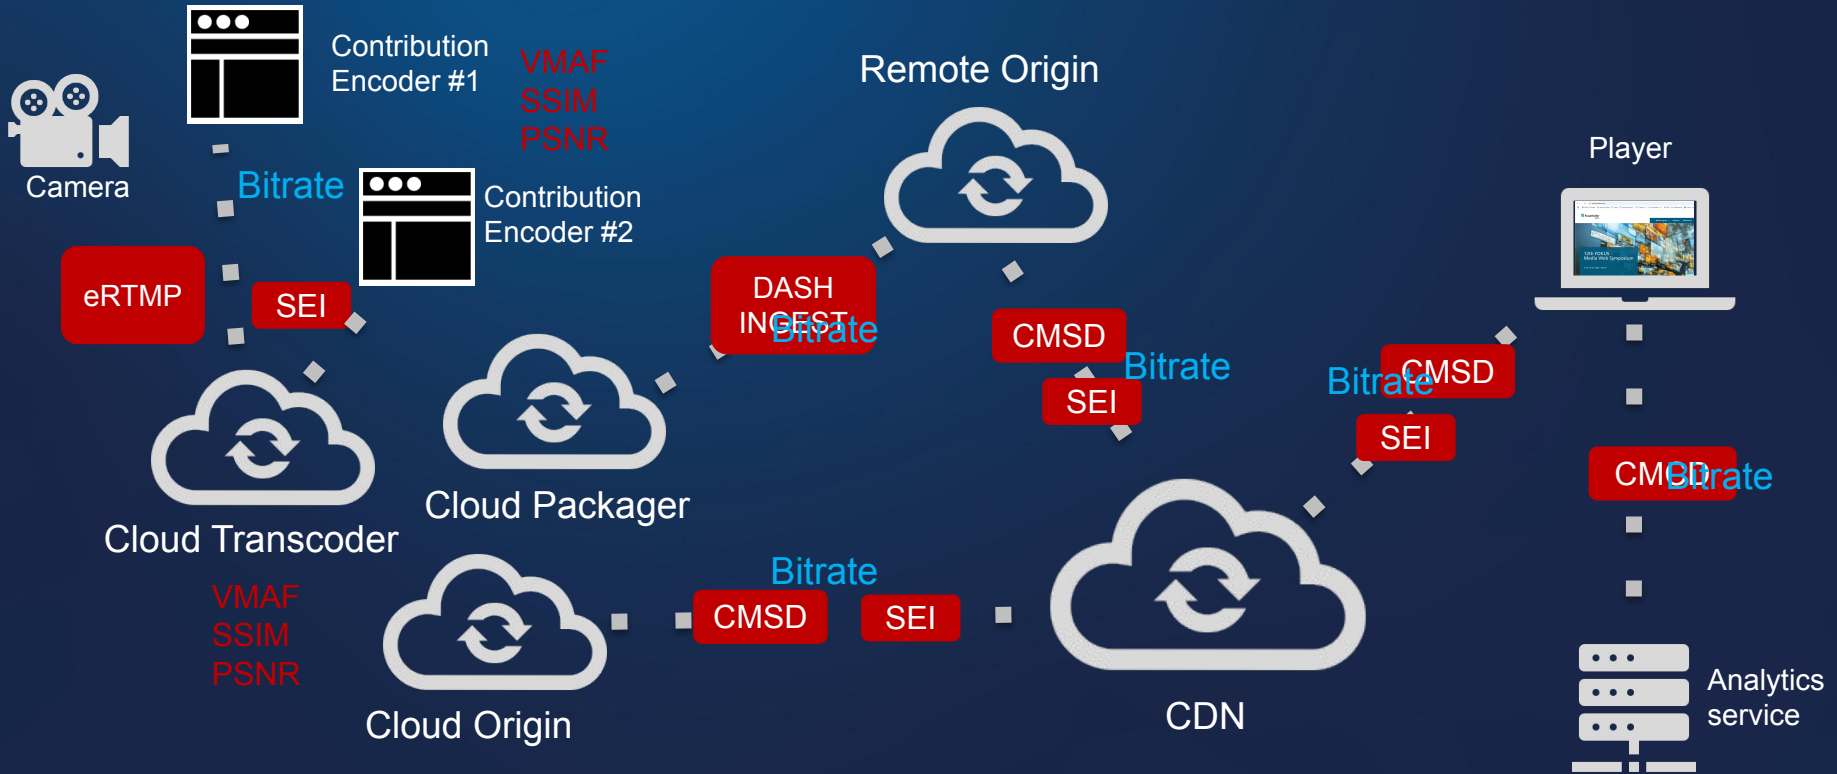 Contribution
Encoder #1
VMAF
SSIM
PSNR
Remote Origin
Player
Camera
Bitrate
Contribution
Encoder #2
eRTMP
SEI
DASH
INGEST
Bitrate
CMSD
Bitrate
SEI
Bitrate
CMSD
SEI
CMCD
Bitrate
Cloud Packager
Cloud Transcoder
VMAF
SSIM
PSNR
Bitrate
CMSD
SEI
Cloud Origin
CDN
Analytics
service